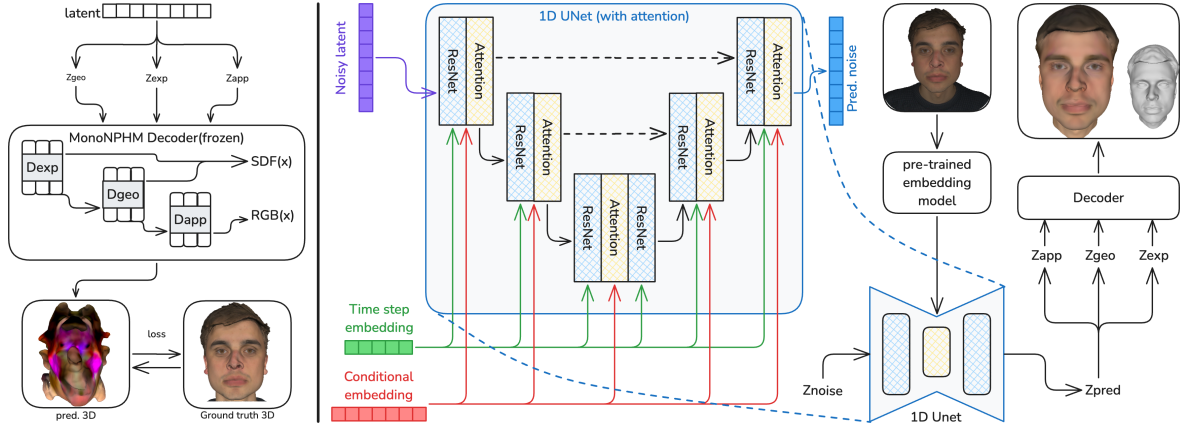 latent
Zgeo
Zexp
Zapp
MonoNPHM Decoder(frozen)
Dexp
SDF(x)
Dgeo
Dapp
RGB(x)
loss
pred. 3D
Ground truth 3D
Noisy latent
1D UNet (with attention)
ResNet
Attention
ResNet
Attention
ResNet
Attention
ResNet
Attention
ResNet
Attention
ResNet
Pred. noise
Time step
embedding
Conditional
embedding
pre-trained
embedding
model
Znoise
1D Unet
Zpred
Zapp
Zgeo
Zexp
Decoder